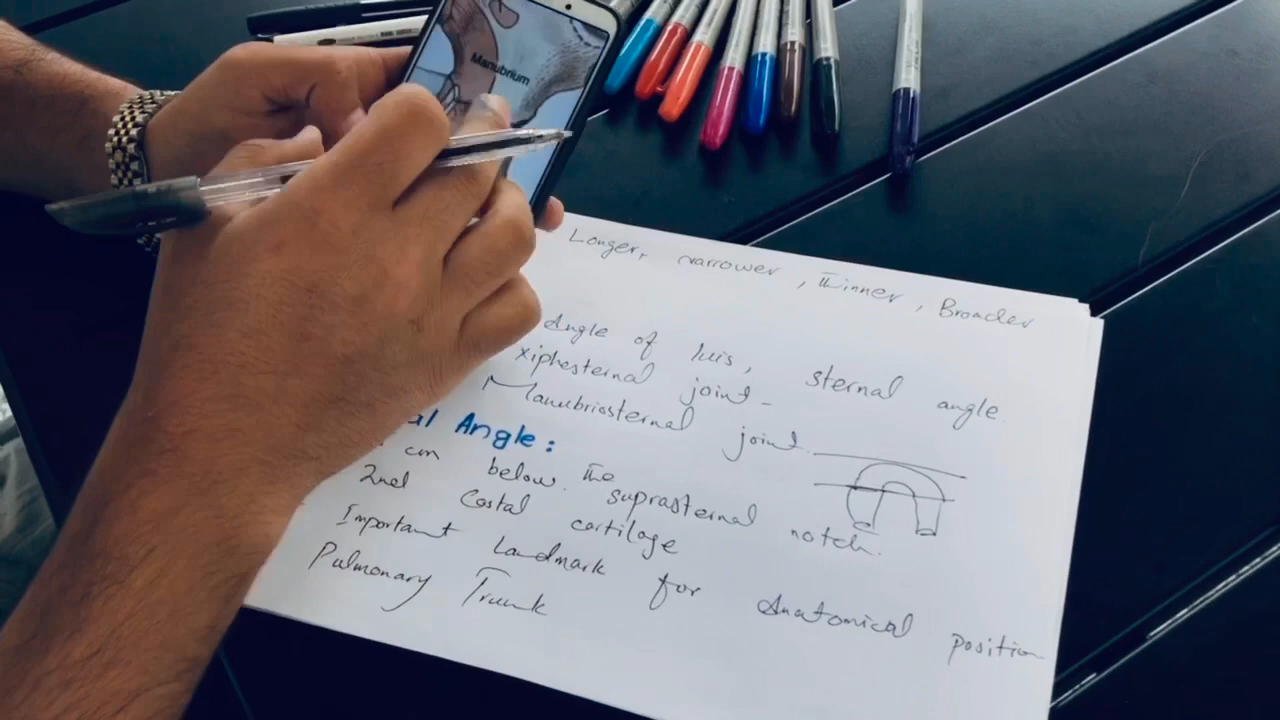 Manubrium
Longer, narrower, Thinner, Broader
Angle of luis, sternal angle
xiphesternal joint -
Manubriosternal joint
al Angle:
cm below the suprasternal notch.
2nd Costal cartilage
Important Landmark for Anatomical position
Pulmonary Trunk